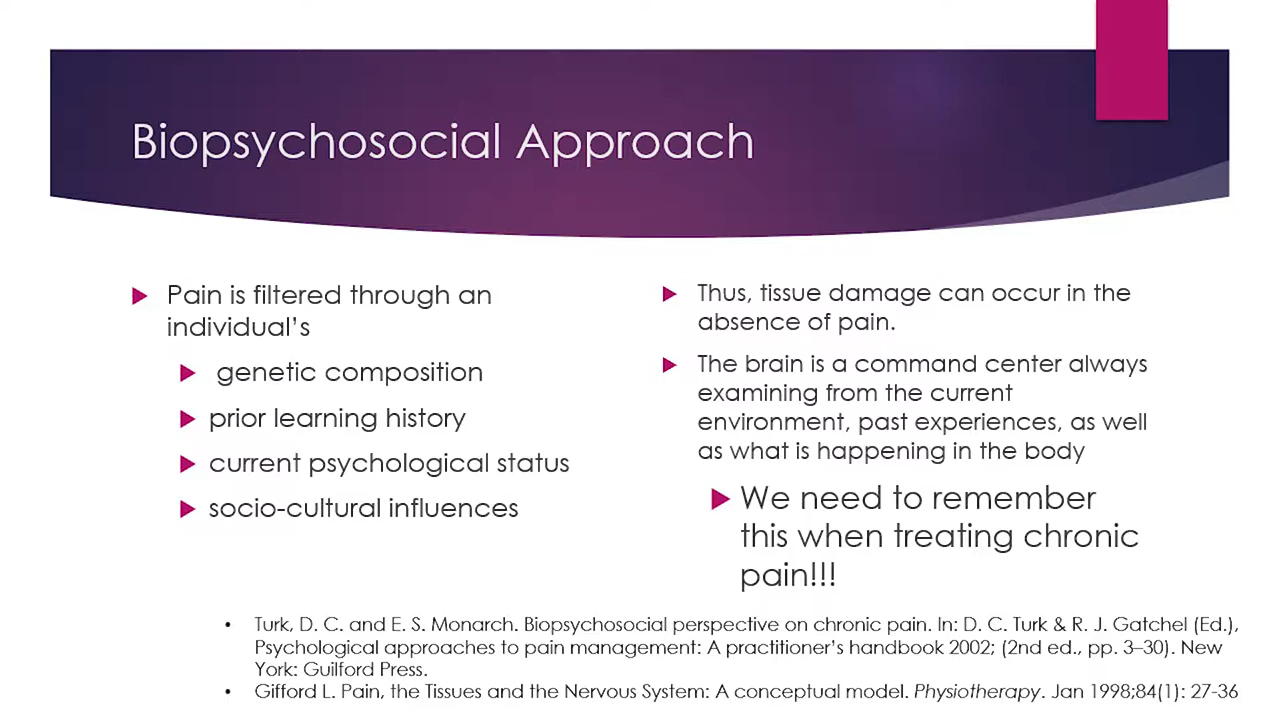 Biopsychosocial Approach
Pain is filtered through an
individual's
genetic composition
prior learning history
current psychological status
socio-cultural influences
Thus, tissue damage can occur in the
absence of pain.
The brain is a command center always
examining from the current
environment, past experiences, as well
as what is happening in the body
We need to remember
this when treating chronic
pain!!!
• Turk, D. C. and E. S. Monarch. Biopsychosocial perspective on chronic pain. In: D. C. Turk & R. J. Gatchel (Ed.),
Psychological approaches to pain management: A practitioner's handbook 2002; (2nd ed., pp. 3–30). New
York: Guilford Press.
• Gifford L. Pain, the Tissues and the Nervous System: A conceptual model. Physiotherapy. Jan 1998;84(1): 27-36